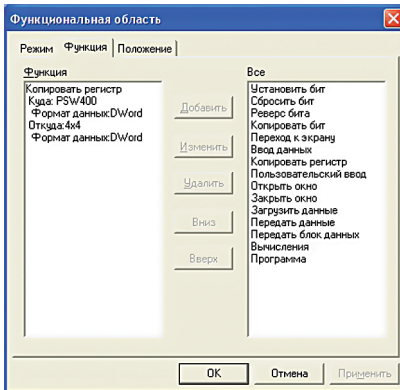 Функциональная область
Режим Функция Положение
Функция
Копировать регистр
Куда: PSW400
Формат данных:DWord
Откуда:4x4
Формат данных:DWord
Добавить
Изменить
Удалить
Вниз
Вверх
Все
Установить бит
Сбросить бит
Реверс бита
Копировать бит
Переход к экрану
Ввод данных
Копировать регистр
Пользовательский ввод
Открыть окно
Закрыть окно
Загрузить данные
Передать данные
Передать блок данных
Вычисления
Программа
OK Отмена Применить